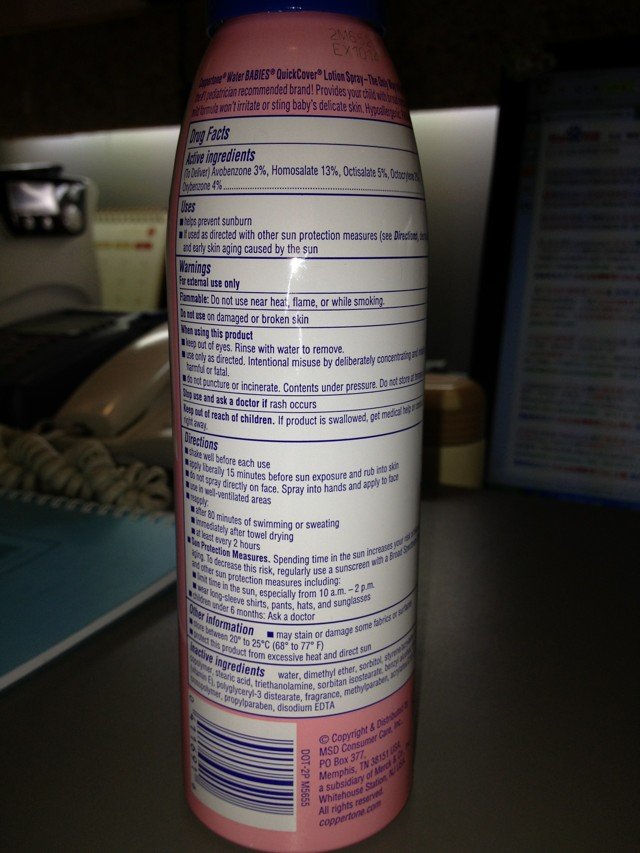 Coppertone® Water BABIES® QuickCover® Lotion Spray – The Only
#1 pediatrician recommended brand! Provides your child with
mild formula won't irritate or sting baby's delicate skin. Hypoallergenic.
Drug Facts
Active ingredients
(To Deliver) Avobenzone 3%, Homosalate 13%, Octisalate 5%, Octocrylene
Oxybenzone 4%
Uses
■ helps prevent sunburn
■ if used as directed with other sun protection measures (see Directions),
and early skin aging caused by the sun
Warnings
For external use only
Flammable: Do not use near heat, flame, or while smoking.
Do not use on damaged or broken skin
When using this product
■ keep out of eyes. Rinse with water to remove.
■ use only as directed. Intentional misuse by deliberately concentrating and
harmful or fatal.
■ do not puncture or incinerate. Contents under pressure. Do not store at
Stop use and ask a doctor if rash occurs
Keep out of reach of children. If product is swallowed, get medical help or
right away.
Directions
■ shake well before each use
■ apply liberally 15 minutes before sun exposure and rub into skin
■ do not spray directly on face. Spray into hands and apply to face
■ use in well-ventilated areas
■ reapply:
■ after 80 minutes of swimming or sweating
■ immediately after towel drying
■ at least every 2 hours
■ Sun Protection Measures. Spending time in the sun increases your risk
aging. To decrease this risk, regularly use a sunscreen with a Broad
and other sun protection measures including:
■ limit time in the sun, especially from 10 a.m. – 2 p.m.
■ wear long-sleeve shirts, pants, hats, and sunglasses
■ children under 6 months: Ask a doctor
Other information ■ may stain or damage some fabrics or
■ store between 20° to 25°C (68° to 77° F)
■ protect this product from excessive heat and direct sun
Inactive ingredients water, dimethyl ether, sorbitol,
stearic acid, triethanolamine, sorbitan isostearate, benzyl
polyglyceryl-3 distearate, fragrance, methylparaben,
propylparaben, disodium EDTA
DOT-2P M5655
© Copyright & Distributed
MSD Consumer Care, Inc.,
PO Box 377,
Memphis, TN 38151 USA,
a subsidiary of Merck & Co.
Whitehouse Station, NJ USA.
All rights reserved.
coppertone.com